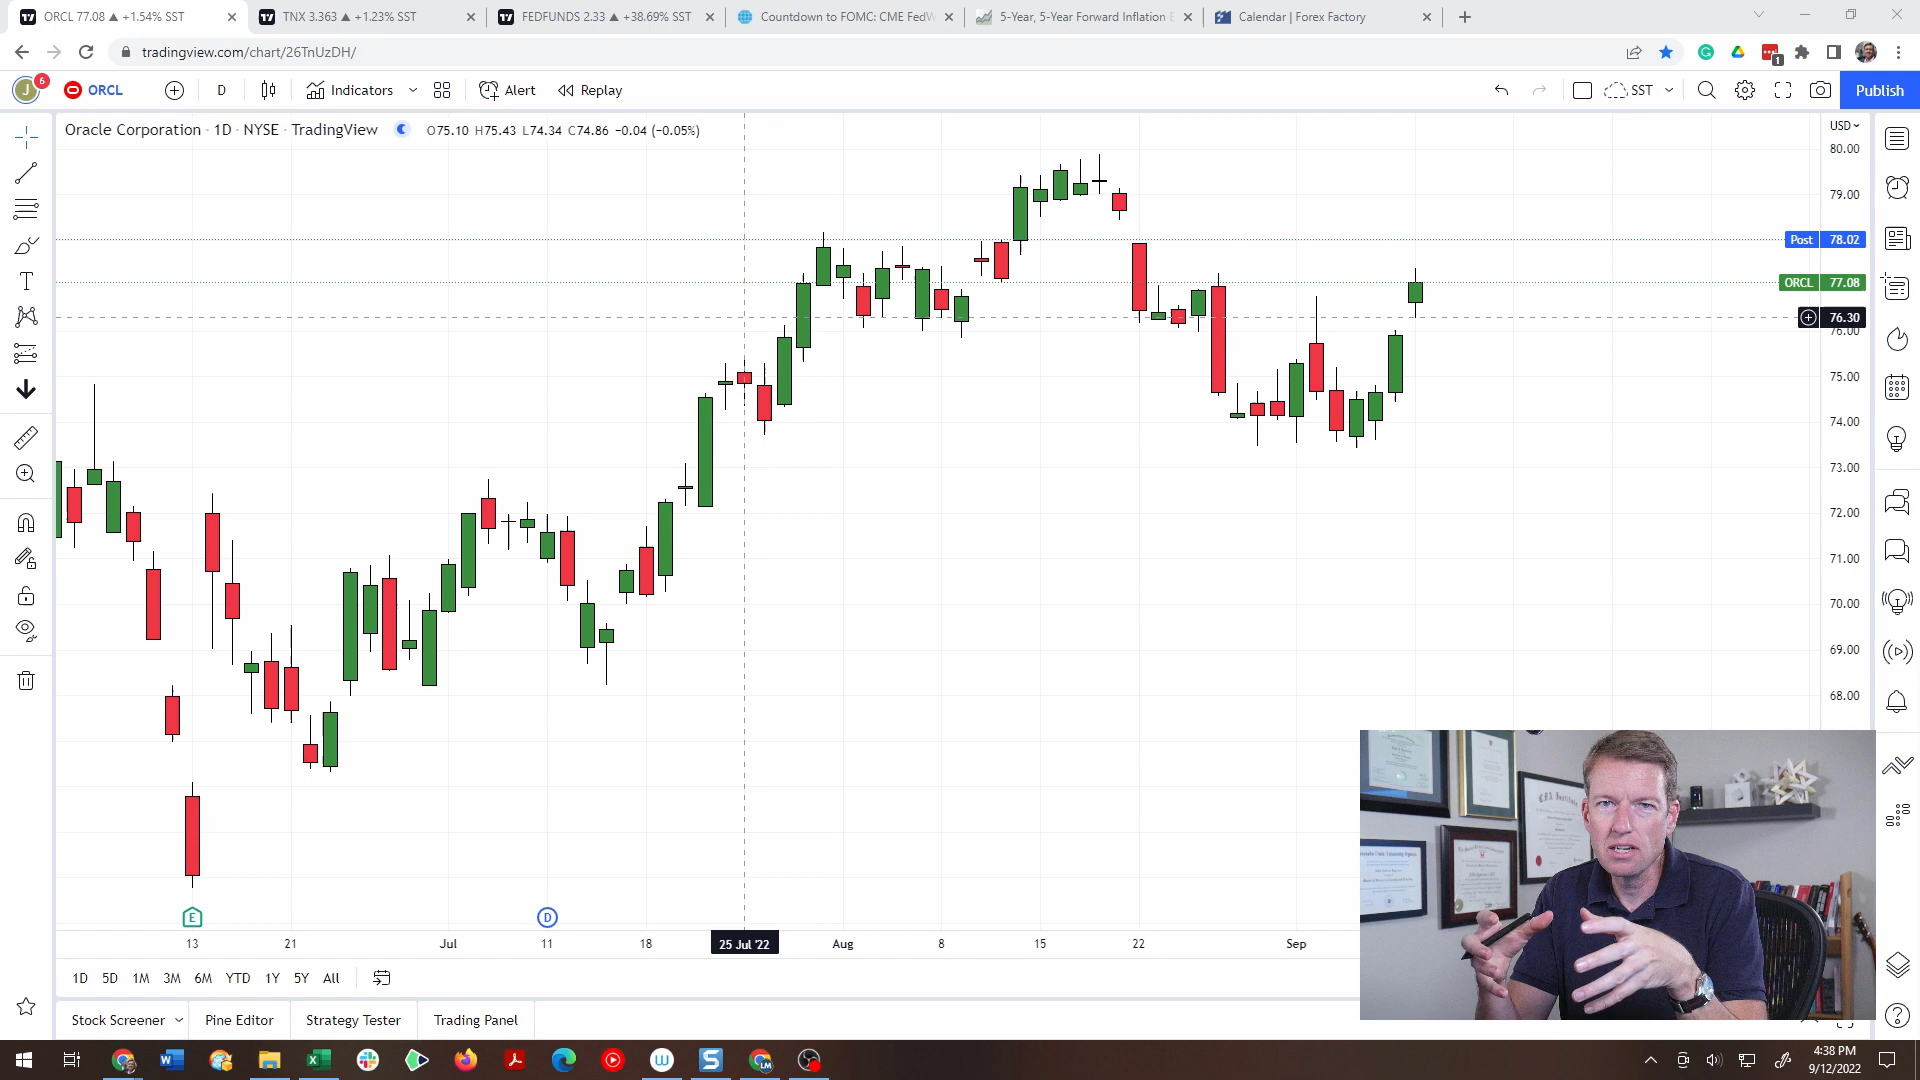 ORCL 77.08 ▲ +1.54% SST
TNX 3.363 ▲ +1.23% SST
FEDFUNDS 2.33 ▲ +38.69% SST
Countdown to FOMC: CME FedW
5-Year, 5-Year Forward Inflation E
Calendar | Forex Factory
tradingview.com/chart/26TnUzDH/
1
J 6
ORCL
D
Indicators
Alert
Replay
SST
Publish
Oracle Corporation · 1D · NYSE · TradingView
O75.10 H75.43 L74.34 C74.86 −0.04 (−0.05%)
USD
80.00
79.00
Post 78.02
ORCL 77.08
76.30
76.00
75.00
74.00
73.00
72.00
71.00
70.00
69.00
68.00
T
E
D
13 21 Jul 11 18 25 Jul '22 Aug 8 15 22 Sep
1D 5D 1M 3M 6M YTD 1Y 5Y All
Stock Screener
Pine Editor
Strategy Tester
Trading Panel
4:38 PM
9/12/2022